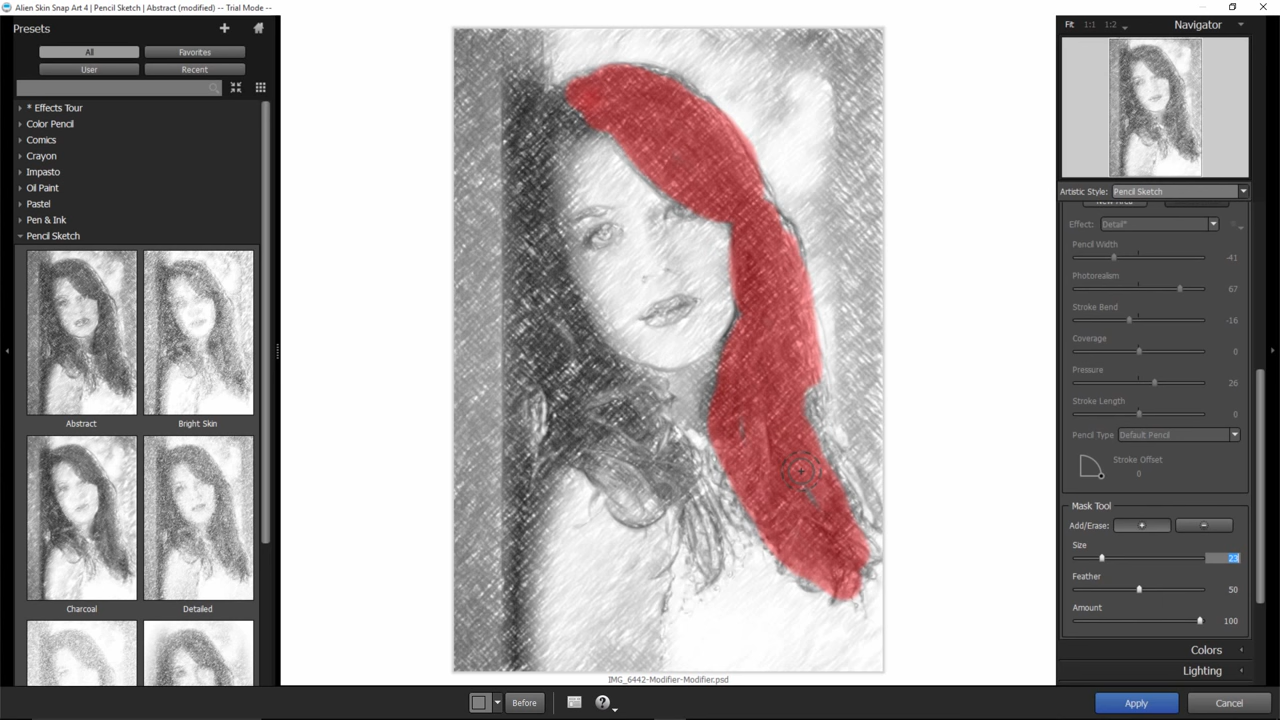 Alien Skin Snap Art 4 | Pencil Sketch | Abstract (modified) -- Trial Mode --
Presets
All
Favorites
User
Recent
* Effects Tour
Color Pencil
Comics
Crayon
Impasto
Oil Paint
Pastel
Pen & Ink
Pencil Sketch
Abstract
Bright Skin
Charcoal
Detailed
IMG_6442-Modifier-Modifier.psd
Before
Fit
1:1
1:2
Navigator
Artistic Style: Pencil Sketch
New Area
Effect: Detail*
Pencil Width
-41
Photorealism
67
Stroke Bend
-16
Coverage
0
Pressure
26
Stroke Length
0
Pencil Type Default Pencil
Stroke Offset
0
Mask Tool
Add/Erase: + −
Size
23
Feather
50
Amount
100
Colors
Lighting
Apply
Cancel